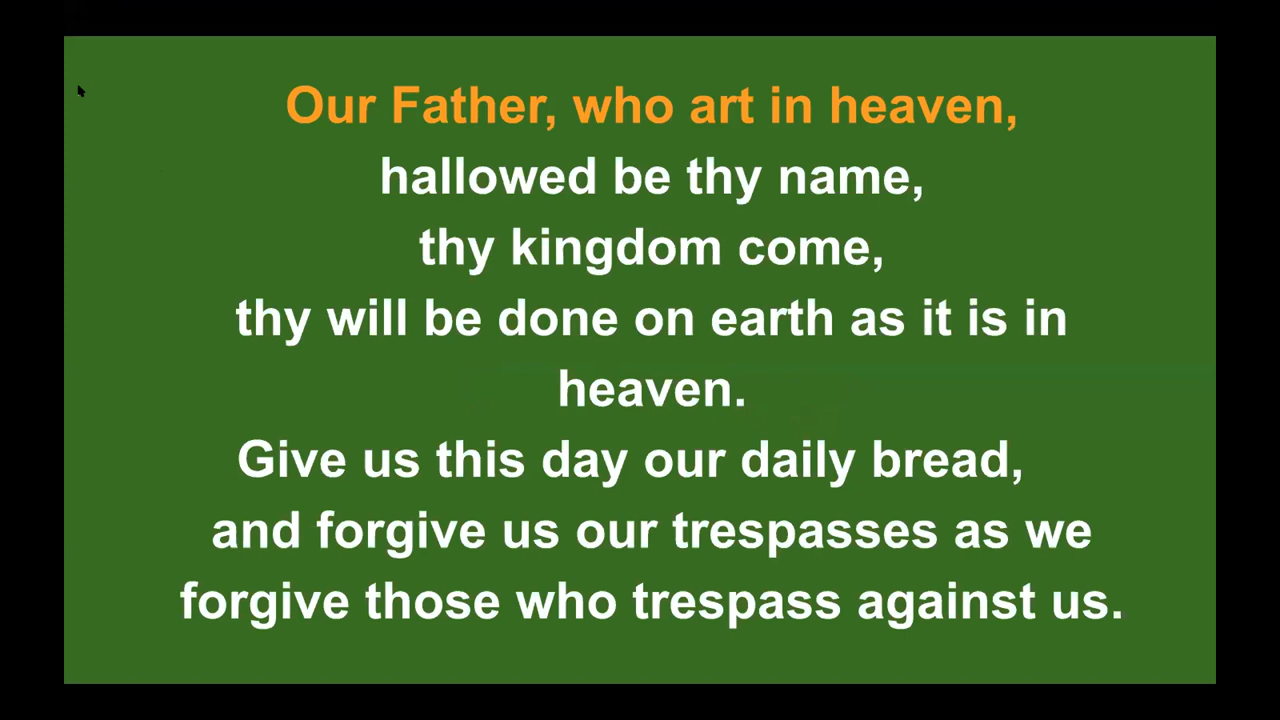 Our Father, who art in heaven,
hallowed be thy name,
thy kingdom come,
thy will be done on earth as it is in
heaven.
Give us this day our daily bread,
and forgive us our trespasses as we
forgive those who trespass against us.